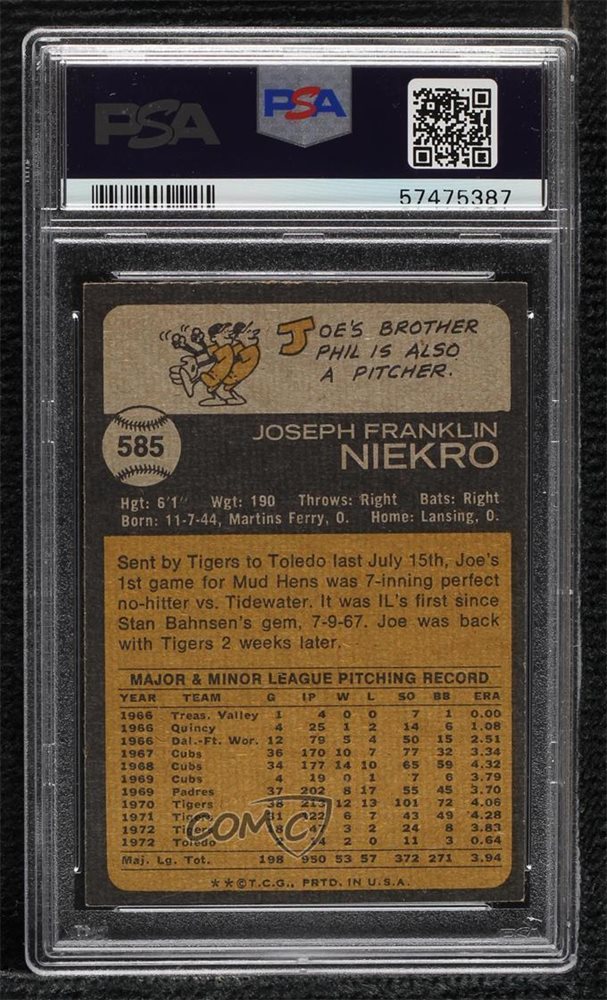 PSA
PSA
57475387
JOE'S BROTHER
PHIL IS ALSO
A PITCHER.
585
JOSEPH FRANKLIN
NIEKRO
Hgt: 6'1" Wgt: 190 Throws: Right Bats: Right
Born: 11-7-44, Martins Ferry, O. Home: Lansing, O.
Sent by Tigers to Toledo last July 15th, Joe's
1st game for Mud Hens was 7-inning perfect
no-hitter vs. Tidewater. It was IL's first since
Stan Bahnsen's gem, 7-9-67. Joe was back
with Tigers 2 weeks later.
MAJOR & MINOR LEAGUE PITCHING RECORD
YEAR TEAM G IP W L SO BB ERA
1966 Treas. Valley 1 4 0 0 7 1 0.00
1966 Quincy 4 25 1 2 14 6 1.08
1966 Dal.-Ft. Wor. 12 79 5 4 50 15 2.51
1967 Cubs 36 170 10 7 77 32 3.34
1968 Cubs 34 177 14 10 65 59 4.32
1969 Cubs 4 19 0 1 7 6 3.79
1969 Padres 37 202 8 17 55 45 3.70
1970 Tigers 38 213 12 13 101 72 4.06
1971 Tigers 31 122 6 7 43 49 4.28
1972 Tigers 18 47 3 2 24 8 3.83
1972 Toledo 14 2 0 11 3 0.64
Maj. Lg. Tot. 198 950 53 57 372 271 3.94
**©T.C.G., PRTD. IN U.S.A.
COMC